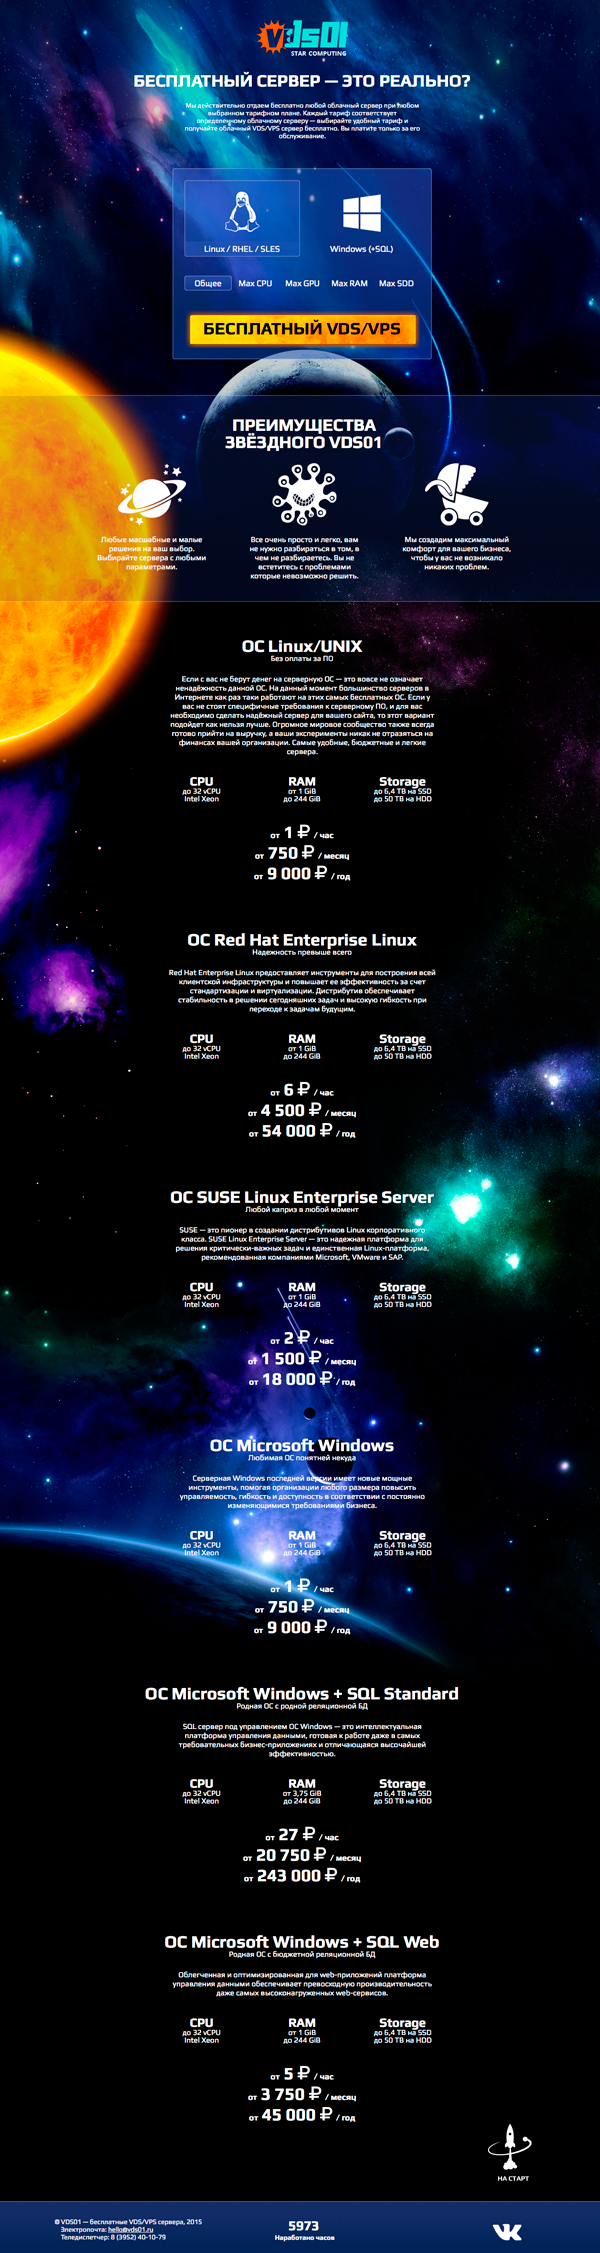 vds01
STAR COMPUTING
БЕСПЛАТНЫЙ СЕРВЕР — ЭТО РЕАЛЬНО?
Мы действительно отдаем бесплатно любой облачный сервер при любом
выбранном тарифном плане. Каждый тариф соответствует
определенному облачному серверу — выбирайте удобный тариф и
получайте облачный VDS/VPS сервер бесплатно. Вы платите только за его
обслуживание.
Linux / RHEL / SLES
Windows (+SQL)
Общее Max CPU Max GPU Max RAM Max SDD
БЕСПЛАТНЫЙ VDS/VPS
ПРЕИМУЩЕСТВА
ЗВЁЗДНОГО VDS01
Любые масшабные и малые
решения на ваш выбор.
Выбирайте сервера с любыми
параметрами.
Все очень просто и легко, вам
не нужно разбираться в том, в
чем не разбираетесь. Вы не
встетитесь с проблемами
которые невозможно решить.
Мы создадим максимальный
комфорт для вашего бизнеса,
чтобы у вас не возникало
никаких проблем.
ОС Linux/UNIX
Без оплаты за ПО
Если с вас не берут денег на серверную ОС — это вовсе не означает
ненадёжность данной ОС. На данный момент большинство серверов в
Интернете как раз таки работают на этих самых бесплатных ОС. Если у
вас не стоят специфичные требования к серверному ПО, и для вас
необходимо сделать надёжный сервер для вашего сайта, то этот вариант
подойдет как нельзя лучше. Огромное мировое сообщество также всегда
готово прийти на выручку, а ваши эксперименты никак не отразяться на
финансах вашей организации. Самые удобные, бюджетные и легкие
сервера.
CPU RAM Storage
до 32 vCPU от 1 GiB до 6,4 TB на SSD
Intel Xeon до 244 GiB до 50 TB на HDD
от 1 ₽ / час
от 750 ₽ / месяц
от 9 000 ₽ / год
ОС Red Hat Enterprise Linux
Надежность превыше всего
Red Hat Enterprise Linux предоставляет инструменты для построения всей
клиентской инфраструктуры и повышает ее эффективность за счет
стандартизации и виртуализации. Дистрибутив обеспечивает
стабильность в решении сегодняшних задач и высокую гибкость при
переходе к задачам будущим.
CPU RAM Storage
до 32 vCPU от 1 GiB до 6,4 TB на SSD
Intel Xeon до 244 GiB до 50 TB на HDD
от 6 ₽ / час
от 4 500 ₽ / месяц
от 54 000 ₽ / год
ОС SUSE Linux Enterprise Server
Любой каприз в любой момент
SUSE — это пионер в создании дистрибутивов Linux корпоративного
класса. SUSE Linux Enterprise Server — это надежная платформа для
решения критически-важных задач и единственная Linux-платформа,
рекомендованная компаниями Microsoft, VMware и SAP.
CPU RAM Storage
до 32 vCPU от 1 GiB до 6,4 TB на SSD
Intel Xeon до 244 GiB до 50 TB на HDD
от 2 ₽ / час
от 1 500 ₽ / месяц
от 18 000 ₽ / год
ОС Microsoft Windows
Любимая ОС понятней некуда
Серверная Windows последней версии имеет новые мощные
инструменты, помогая организации любого размера повысить
управляемость, гибкость и доступность в соответствии с постоянно
изменяющимися требованиями бизнеса.
CPU RAM Storage
до 32 vCPU от 1 GiB до 6,4 TB на SSD
Intel Xeon до 244 GiB до 50 TB на HDD
от 1 ₽ / час
от 750 ₽ / месяц
от 9 000 ₽ / год
ОС Microsoft Windows + SQL Standard
Родная ОС с родной реляционной БД
SQL сервер под управлением ОС Windows — это интеллектуальная
платформа управления данными, готовая к работе даже в самых
требовательных бизнес-приложениях и отличающаяся высочайшей
эффективностью.
CPU RAM Storage
до 32 vCPU от 3,75 GiB до 6,4 TB на SSD
Intel Xeon до 244 GiB до 50 TB на HDD
от 27 ₽ / час
от 20 750 ₽ / месяц
от 243 000 ₽ / год
ОС Microsoft Windows + SQL Web
Родная ОС с бюджетной реляционной БД
Облегченная и оптимизированная для web-приложений платформа
управления данными обеспечивает превосходную производительность
даже самых высоконагруженных web-сервисов.
CPU RAM Storage
до 32 vCPU от 1 GiB до 6,4 TB на SSD
Intel Xeon до 244 GiB до 50 TB на HDD
от 5 ₽ / час
от 3 750 ₽ / месяц
от 45 000 ₽ / год
НА СТАРТ
© VDS01 — бесплатные VDS/VPS сервера, 2015
Электропочта: hello@vds01.ru
Теледиспетчер: 8 (3952) 40-10-79
5973
Наработано часов